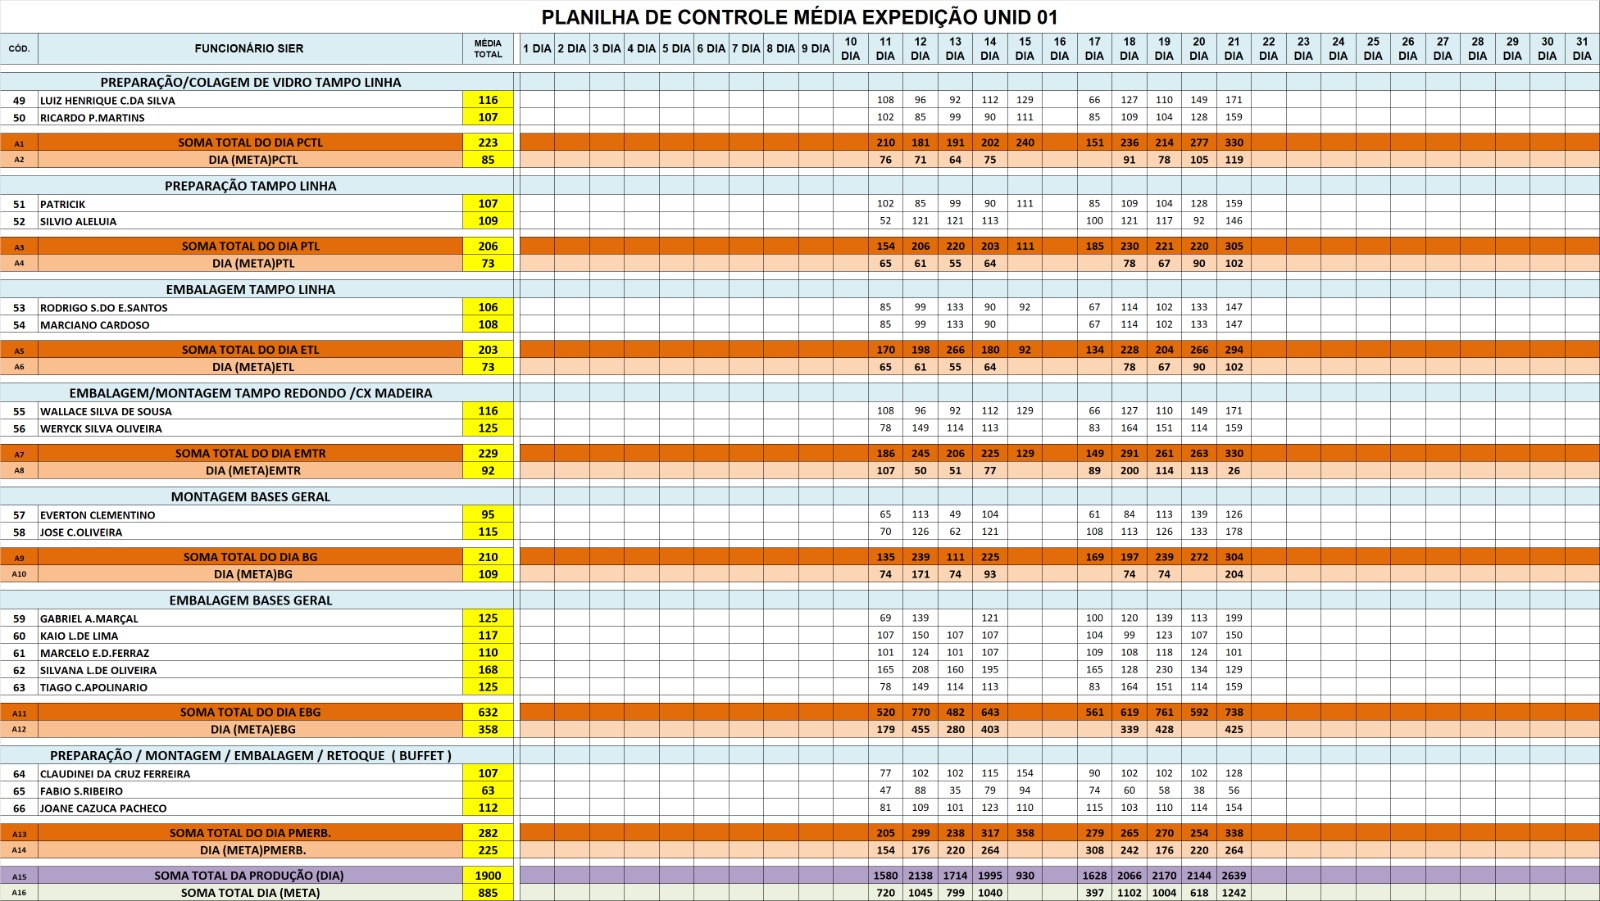 PLANILHA DE CONTROLE MÉDIA EXPEDIÇÃO UNID 01
CÓD. FUNCIONÁRIO SIER MÉDIA TOTAL 1 DIA 2 DIA 3 DIA 4 DIA 5 DIA 6 DIA 7 DIA 8 DIA 9 DIA 10 DIA 11 DIA 12 DIA 13 DIA 14 DIA 15 DIA 16 DIA 17 DIA 18 DIA 19 DIA 20 DIA 21 DIA 22 DIA 23 DIA 24 DIA 25 DIA 26 DIA 27 DIA 28 DIA 29 DIA 30 DIA 31 DIA
PREPARAÇÃO/COLAGEM DE VIDRO TAMPO LINHA
49 LUIZ HENRIQUE C.DA SILVA 116 108 96 92 112 129 66 127 110 149 171
50 RICARDO P.MARTINS 107 102 85 99 90 111 85 109 104 128 159
A1 SOMA TOTAL DO DIA PCTL 223 210 181 191 202 240 151 236 214 277 330
A2 DIA (META)PCTL 85 76 71 64 75 91 78 105 119
PREPARAÇÃO TAMPO LINHA
51 PATRICIK 107 102 85 99 90 111 85 109 104 128 159
52 SILVIO ALELUIA 109 52 121 121 113 100 121 117 92 146
A3 SOMA TOTAL DO DIA PTL 206 154 206 220 203 111 185 230 221 220 305
A4 DIA (META)PTL 73 65 61 55 64 78 67 90 102
EMBALAGEM TAMPO LINHA
53 RODRIGO S.DO E.SANTOS 106 85 99 133 90 92 67 114 102 133 147
54 MARCIANO CARDOSO 108 85 99 133 90 67 114 102 133 147
A5 SOMA TOTAL DO DIA ETL 203 170 198 266 180 92 134 228 204 266 294
A6 DIA (META)ETL 73 65 61 55 64 78 67 90 102
EMBALAGEM/MONTAGEM TAMPO REDONDO /CX MADEIRA
55 WALLACE SILVA DE SOUSA 116 108 96 92 112 129 66 127 110 149 171
56 WERYCK SILVA OLIVEIRA 125 78 149 114 113 83 164 151 114 159
A7 SOMA TOTAL DO DIA EMTR 229 186 245 206 225 129 149 291 261 263 330
A8 DIA (META)EMTR 92 107 50 51 77 89 200 114 113 26
MONTAGEM BASES GERAL
57 EVERTON CLEMENTINO 95 65 113 49 104 61 84 113 139 126
58 JOSE C.OLIVEIRA 115 70 126 62 121 108 113 126 133 178
A9 SOMA TOTAL DO DIA BG 210 135 239 111 225 169 197 239 272 304
A10 DIA (META)BG 109 74 171 74 93 74 74 204
EMBALAGEM BASES GERAL
59 GABRIEL A.MARÇAL 125 69 139 121 100 120 139 113 199
60 KAIO L.DE LIMA 117 107 150 107 107 104 99 123 107 150
61 MARCELO E.D.FERRAZ 110 101 124 101 107 109 108 118 124 101
62 SILVANA L.DE OLIVEIRA 168 165 208 160 195 165 128 230 134 129
63 TIAGO C.APOLINARIO 125 78 149 114 113 83 164 151 114 159
A11 SOMA TOTAL DO DIA EBG 632 520 770 482 643 561 619 761 592 738
A12 DIA (META)EBG 358 179 455 280 403 339 428 425
PREPARAÇÃO / MONTAGEM / EMBALAGEM / RETOQUE ( BUFFET )
64 CLAUDINEI DA CRUZ FERREIRA 107 77 102 102 115 154 90 102 102 102 128
65 FABIO S.RIBEIRO 63 47 88 35 79 94 74 60 58 38 56
66 JOANE CAZUCA PACHECO 112 81 109 101 123 110 115 103 110 114 154
A13 SOMA TOTAL DO DIA PMERB. 282 205 299 238 317 358 279 265 270 254 338
A14 DIA (META)PMERB. 225 154 176 220 264 308 242 176 220 264
A15 SOMA TOTAL DA PRODUÇÃO (DIA) 1900 1580 2138 1714 1995 930 1628 2066 2170 2144 2639
A16 SOMA TOTAL DIA (META) 885 720 1045 799 1040 397 1102 1004 618 1242